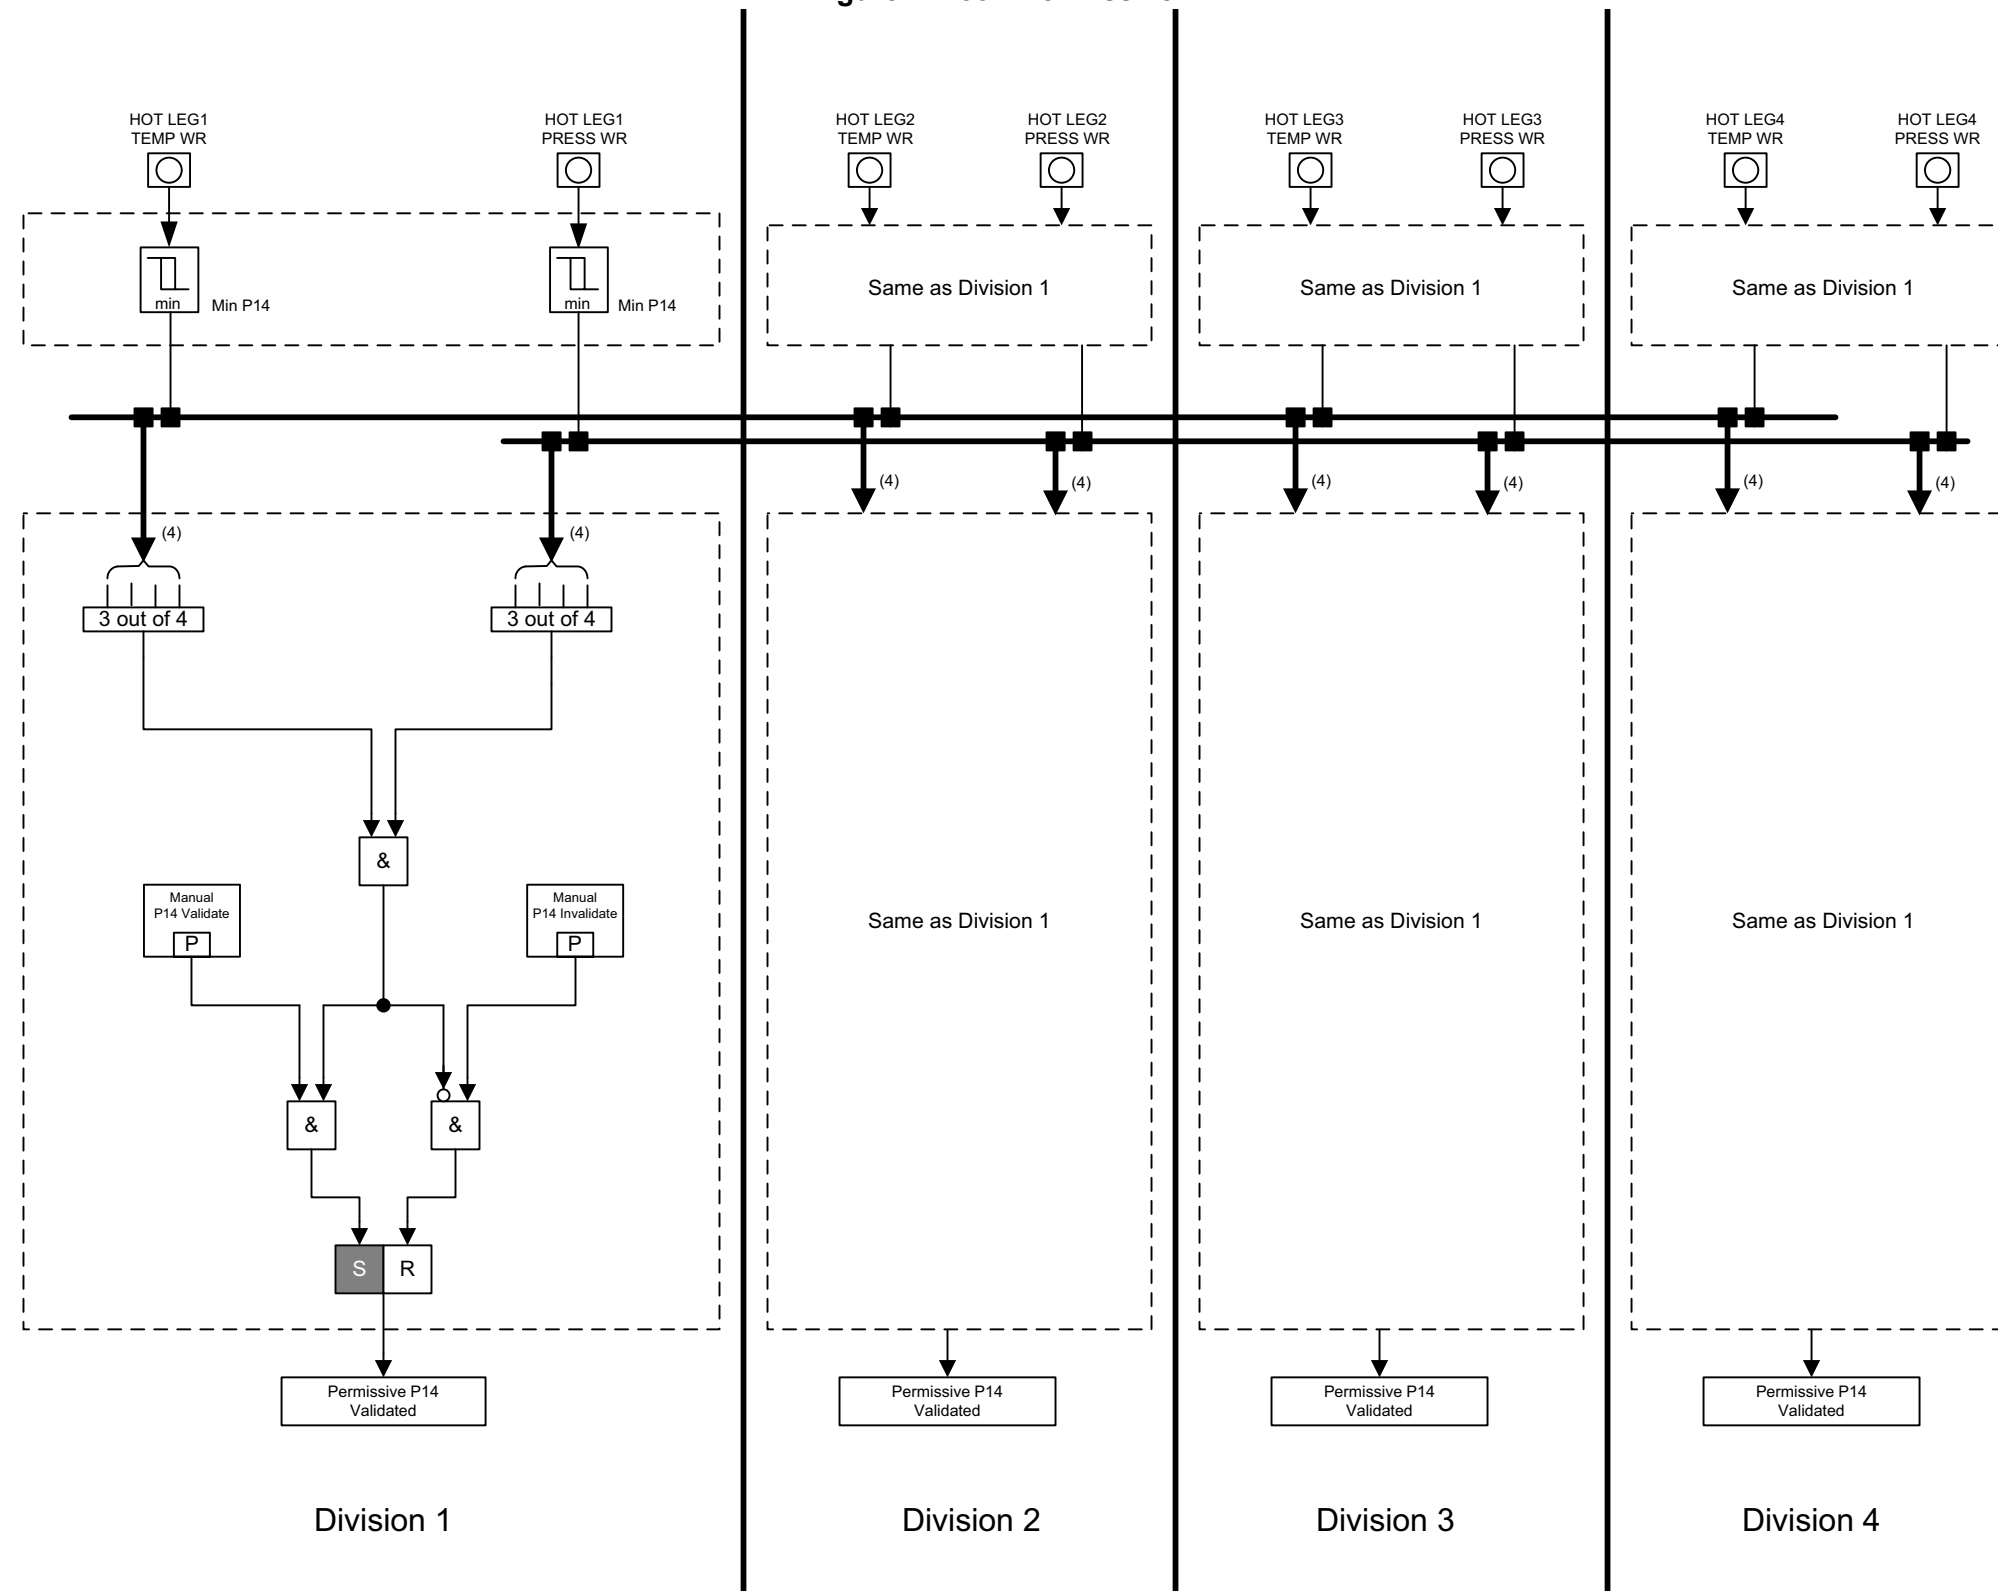 HOT LEG1
TEMP WR
HOT LEG1
PRESS WR
HOT LEG2
TEMP WR
HOT LEG2
PRESS WR
HOT LEG3
TEMP WR
HOT LEG3
PRESS WR
HOT LEG4
TEMP WR
HOT LEG4
PRESS WR
min
Min P14
min
Min P14
Same as Division 1
Same as Division 1
Same as Division 1
(4)
(4)
(4)
(4)
(4)
(4)
(4)
(4)
3 out of 4
3 out of 4
&
Manual
P14 Validate
P
Manual
P14 Invalidate
P
Same as Division 1
Same as Division 1
Same as Division 1
&
&
S
R
Permissive P14
Validated
Permissive P14
Validated
Permissive P14
Validated
Permissive P14
Validated
Division 1
Division 2
Division 3
Division 4